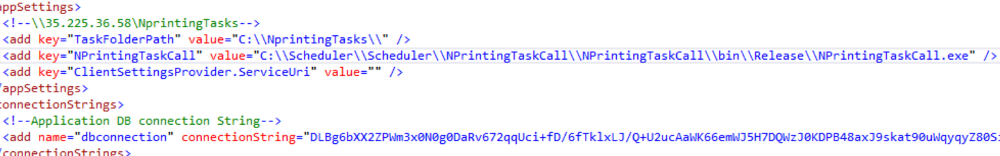 appSettings>
<!--\\35.225.36.58\NprintingTasks-->
<add key="TaskFolderPath" value="C:\\NprintingTasks\\" />
<add key="NPrintingTaskCall" value="C:\\Scheduler\\Scheduler\\NPrintingTaskCall\\NPrintingTaskCall\\bin\\Release\\NPrintingTaskCall.exe" />
<add key="ClientSettingsProvider.ServiceUri" value="" />
/appSettings>
connectionStrings>
<!--Application DB connection String-->
<add name="dbconnection" connectionString="DLBg6bXX2ZPWm3x0N0g0DaRv672qqUci+fD/6fTklxLJ/Q+U2ucAaWK66emWJ5H7DQWzJ0KDPB48axJ9skat90uWqyqyZ80S
/connectionStrings>